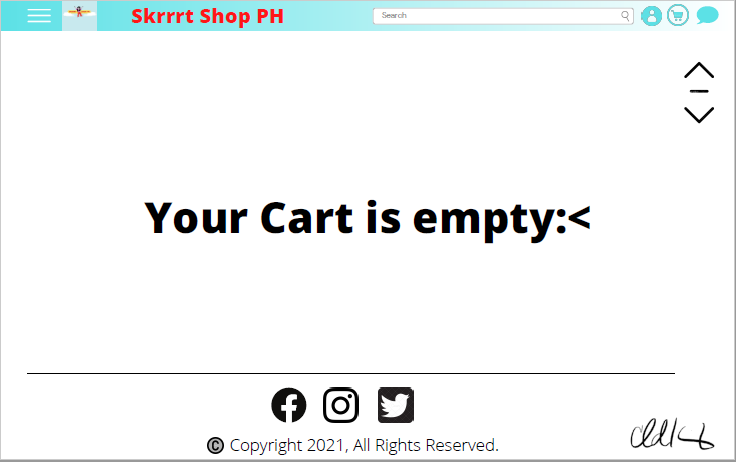 Skrrrt Shop PH
Search
Your Cart is empty:<
© Copyright 2021, All Rights Reserved.